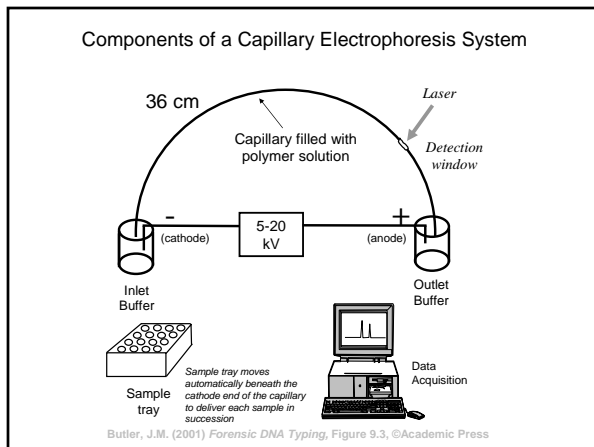 Components of a Capillary Electrophoresis System
36 cm
Laser
Capillary filled with
polymer solution
Detection
window
-
(cathode)
5-20
kV
+
(anode)
Inlet
Buffer
Outlet
Buffer
Sample
tray
Sample tray moves
automatically beneath the
cathode end of the capillary
to deliver each sample in
succession
Data
Acquisition
Butler, J.M. (2001) Forensic DNA Typing, Figure 9.3, ©Academic Press